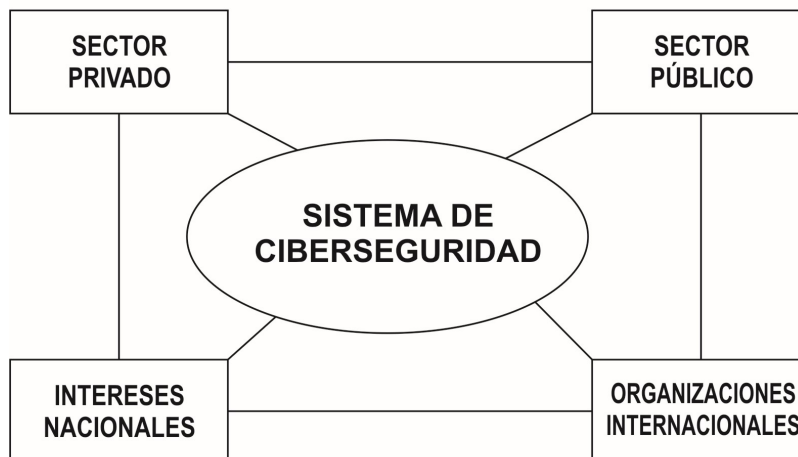 SECTOR
PRIVADO
SECTOR
PÚBLICO
SISTEMA DE
CIBERSEGURIDAD
INTERESES
NACIONALES
ORGANIZACIONES
INTERNACIONALES